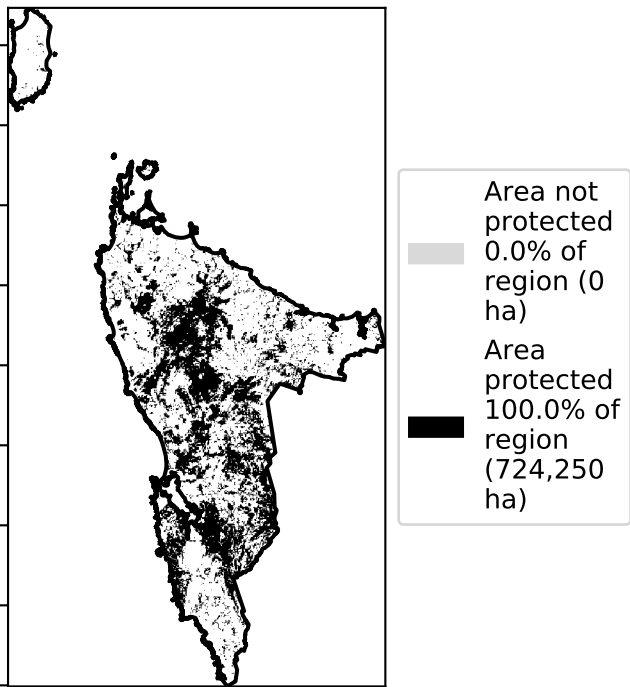 Area not
protected
0.0% of
region (0
ha)
Area
protected
100.0% of
region
(724,250
ha)